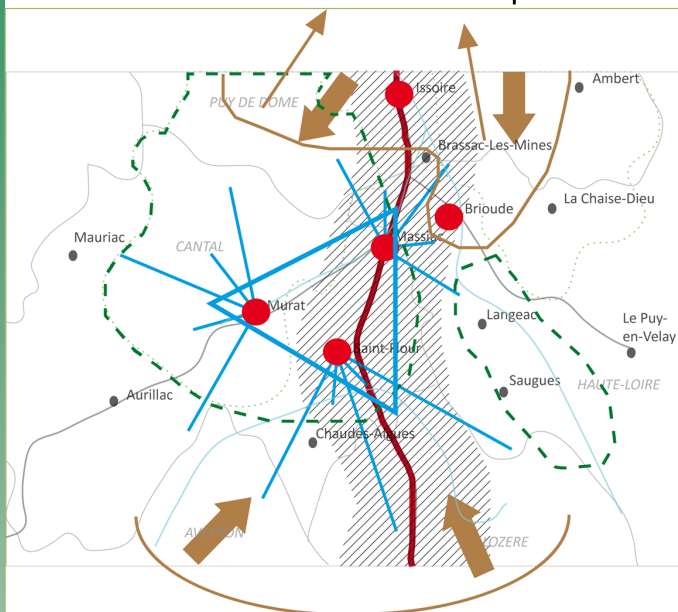 Ambert
Issoire
PUY DE DOME
Brassac-Les-Mines
La Chaise-Dieu
Brioude
Mauriac
CANTAL
Massiac
Murat
Langeac
Le Puy-
en-Velay
Saint-Flour
Saugues
HAUTE-LOIRE
Aurillac
Chaudes-Aigues
AVEYRON
LOZERE